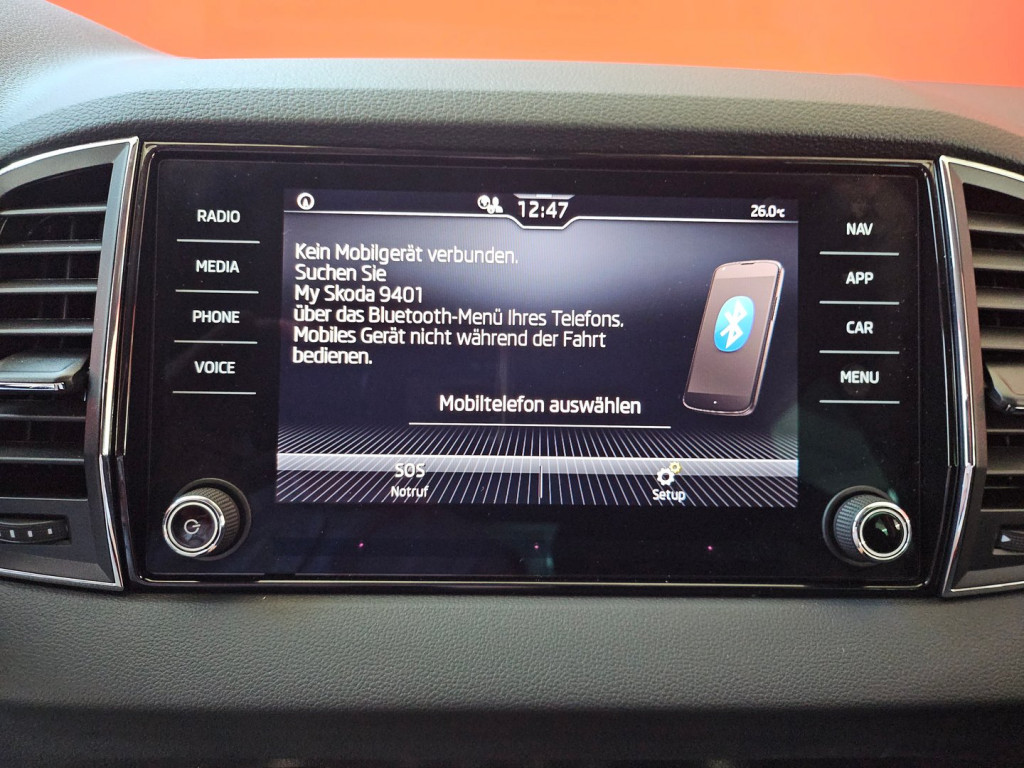 RADIO
MEDIA
PHONE
VOICE
12:47
26.0°C
Kein Mobilgerät verbunden.
Suchen Sie
My Skoda 9401
über das Bluetooth-Menü Ihres Telefons.
Mobiles Gerät nicht während der Fahrt
bedienen.
Mobiltelefon auswählen
SOS
Notruf
Setup
NAV
APP
CAR
MENU